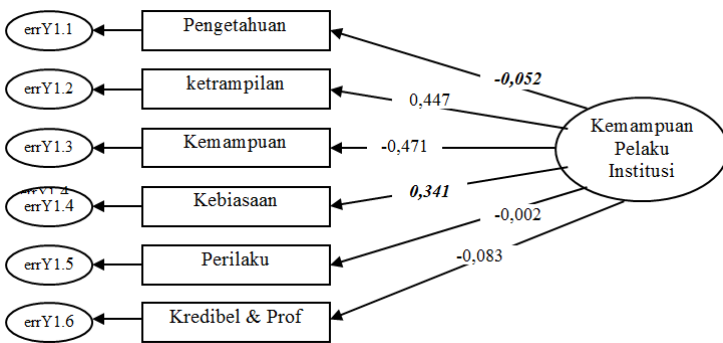 errY1.1
Pengetahuan
-0,052
errY1.2
ketrampilan
0,447
errY1.3
Kemampuan
-0,471
Kemampuan
Pelaku
Institusi
errY1.4
Kebiasaan
0,341
-0,002
errY1.5
Perilaku
-0,083
errY1.6
Kredibel & Prof